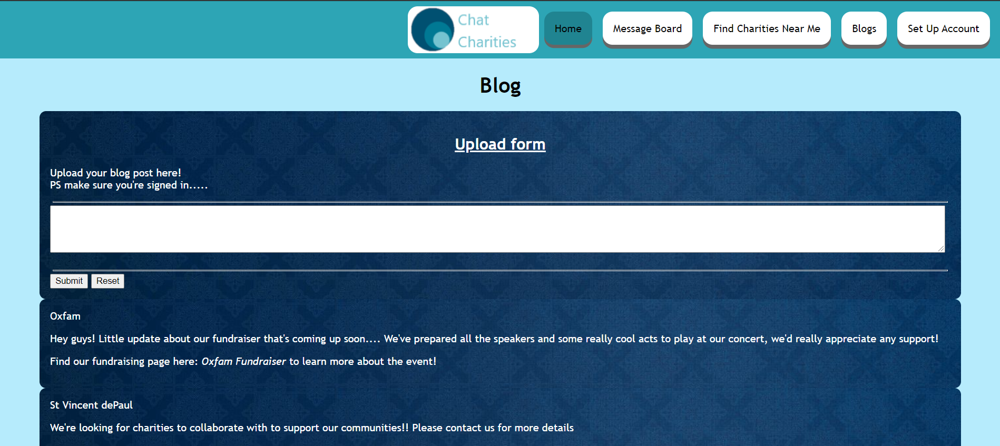 Chat
Charities
Home
Message Board
Find Charities Near Me
Blogs
Set Up Account
Blog
Upload form
Upload your blog post here!
PS make sure you're signed in.....
Submit
Reset
Oxfam
Hey guys! Little update about our fundraiser that's coming up soon.... We've prepared all the speakers and some really cool acts to play at our concert, we'd really appreciate any support!
Find our fundraising page here: Oxfam Fundraiser to learn more about the event!
St Vincent dePaul
We're looking for charities to collaborate with to support our communities!! Please contact us for more details